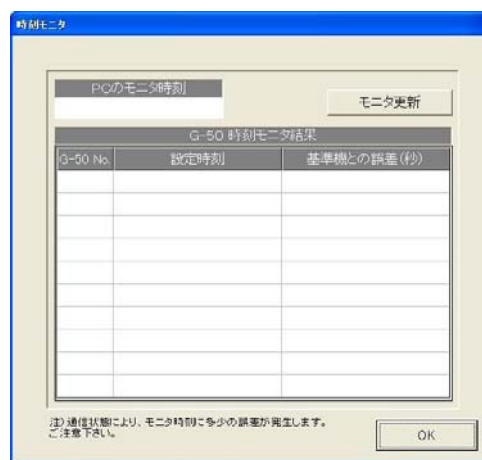 時刻モニタ
PCのモニタ時刻
モニタ更新
G-50 時刻モニタ結果
G-50 No. 設定時刻 基準機との誤差(秒)
注) 通信状態により、モニタ時刻に多少の誤差が発生します。
ご注意下さい。
OK